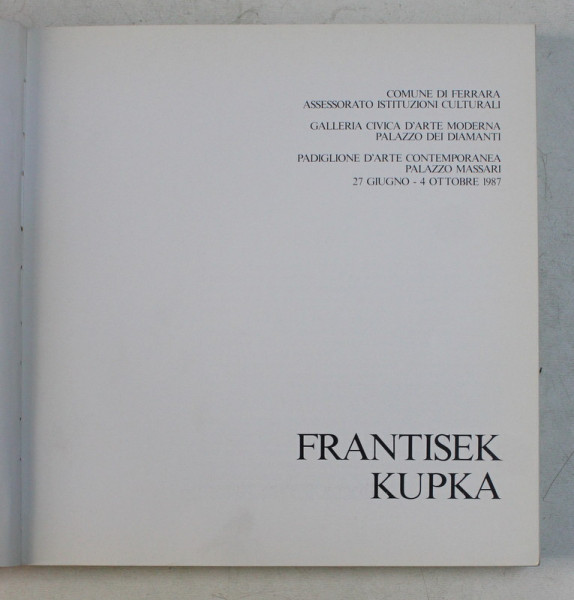 COMUNE DI FERRARA
ASSESSORATO ISTITUZIONI CULTURALI
GALLERIA CIVICA D'ARTE MODERNA
PALAZZO DEI DIAMANTI
PADIGLIONE D'ARTE CONTEMPORANEA
PALAZZO MASSARI
27 GIUGNO - 4 OTTOBRE 1987
FRANTISEK
KUPKA